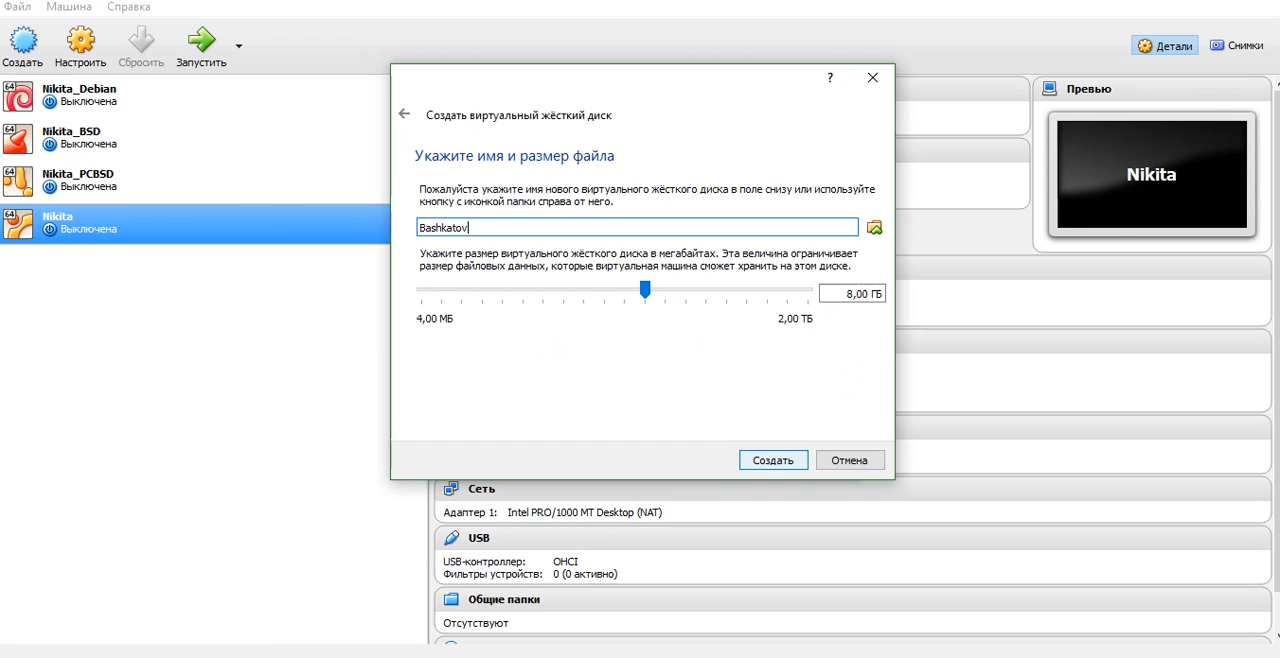 Файл Машина Справка
Создать Настроить Сбросить Запустить
Детали Снимки
64 Nikita_Debian
Выключена
64 Nikita_BSD
Выключена
64 Nikita_PCBSD
Выключена
64 Nikita
Выключена
?
Создать виртуальный жёсткий диск
Укажите имя и размер файла
Пожалуйста укажите имя нового виртуального жёсткого диска в поле снизу или используйте
кнопку с иконкой папки справа от него.
Bashkatov
Укажите размер виртуального жёсткого диска в мегабайтах. Эта величина ограничивает
размер файловых данных, которые виртуальная машина сможет хранить на этом диске.
8,00 ГБ
4,00 МБ 2,00 ТБ
Создать Отмена
Превью
Nikita
Сеть
Адаптер 1: Intel PRO/1000 MT Desktop (NAT)
USB
USB-контроллер: OHCI
Фильтры устройств: 0 (0 активно)
Общие папки
Отсутствуют